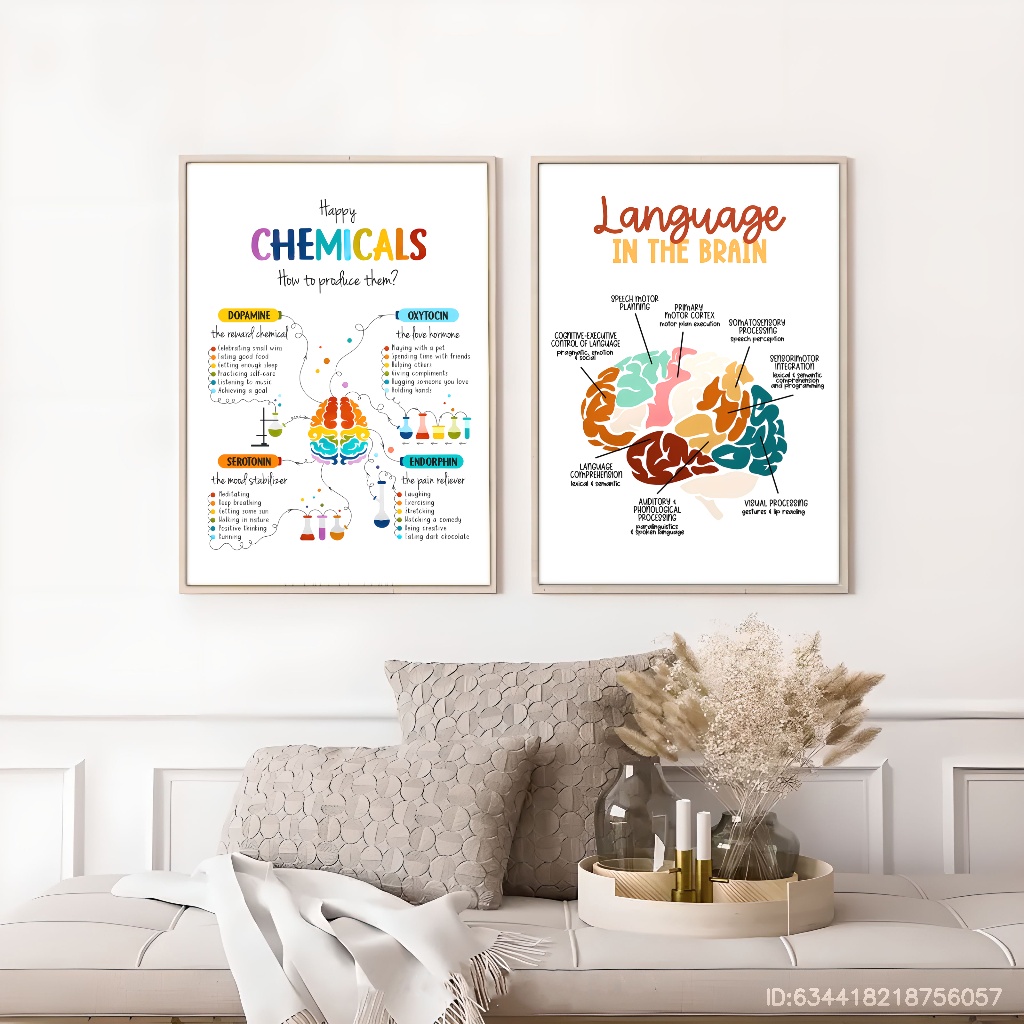 Happy
CHEMICALS
How to produce them?
DOPAMINE
the reward chemical
Celebrating small wins
Eating good food
Getting enough sleep
Practicing self-care
Listening to music
Achieving a goal
OXYTOCIN
the love hormone
Playing with a pet
Spending time with friends
Helping others
Giving compliments
Hugging someone you love
Holding hands
SEROTONIN
the mood stabilizer
Meditating
Deep breathing
Getting some sun
Walking in nature
Positive thinking
Running
ENDORPHIN
the pain reliever
Laughing
Exercising
Stretching
Watching a comedy
Being creative
Eating dark chocolate
Language
IN THE BRAIN
SPEECH MOTOR
PLANNING
PRIMARY
MOTOR CORTEX
motor plan execution
SOMATOSENSORY
PROCESSING
speech perception
COGNITIVE-EXECUTIVE
CONTROL OF LANGUAGE
pragmatic, emotion
& social
SENSORIMOTOR
INTEGRATION
lexical & semantic
comprehension
and programming
LANGUAGE
COMPREHENSION
lexical & semantic
AUDITORY &
PHONOLOGICAL
PROCESSING
paralinguistics
& spoken language
VISUAL PROCESSING
gestures & lip reading
ID:634418218756057